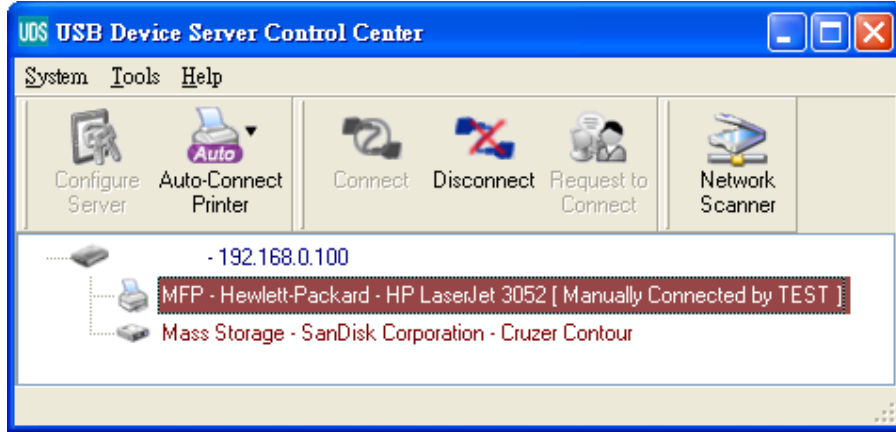 UDS USB Device Server Control Center
System Tools Help
Auto
Configure Server
Auto-Connect Printer
Connect
Disconnect
Request to Connect
Network Scanner
- 192.168.0.100
MFP - Hewlett-Packard - HP LaserJet 3052 [ Manually Connected by TEST ]
Mass Storage - SanDisk Corporation - Cruzer Contour